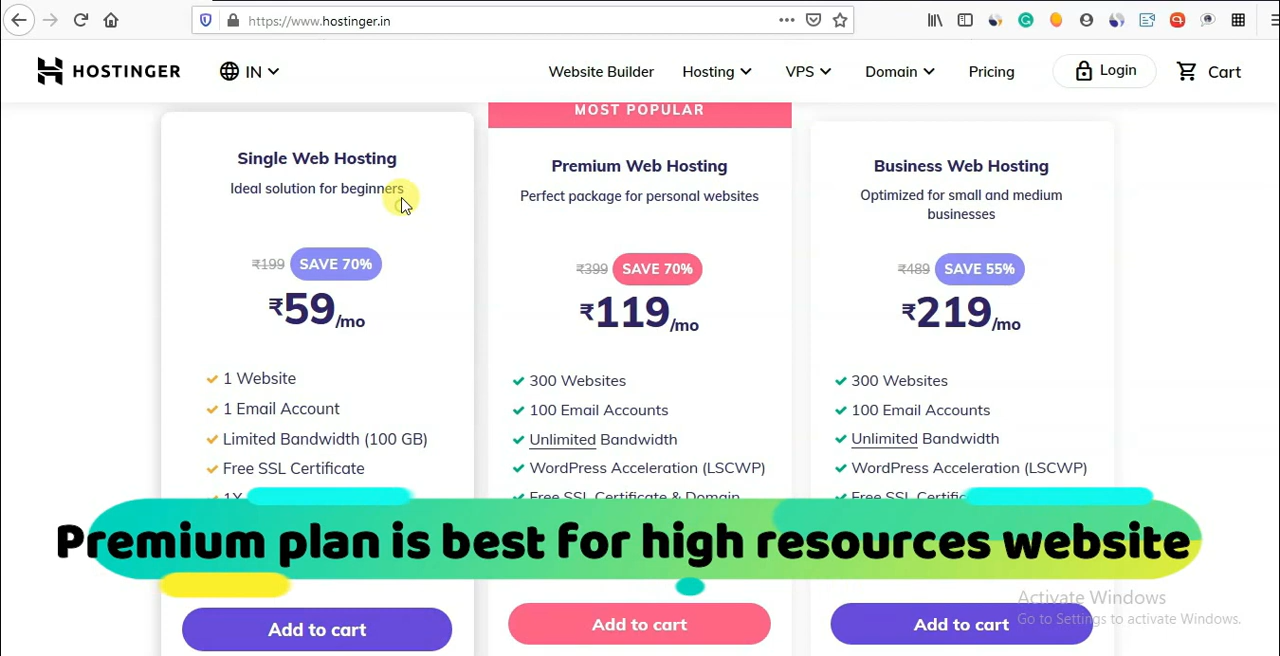 https://www.hostinger.in
HOSTINGER
IN
Website Builder
Hosting
VPS
Domain
Pricing
Login
Cart
Single Web Hosting
Ideal solution for beginners
₹199 SAVE 70%
₹59/mo
1 Website
1 Email Account
Limited Bandwidth (100 GB)
Free SSL Certificate
1X
Add to cart
MOST POPULAR
Premium Web Hosting
Perfect package for personal websites
₹399 SAVE 70%
₹119/mo
300 Websites
100 Email Accounts
Unlimited Bandwidth
WordPress Acceleration (LSCWP)
Free SSL Certificate & Domain
Add to cart
Business Web Hosting
Optimized for small and medium
businesses
₹489 SAVE 55%
₹219/mo
300 Websites
100 Email Accounts
Unlimited Bandwidth
WordPress Acceleration (LSCWP)
Free SSL
Add to cart
Premium plan is best for high resources website
Activate Windows
Go to Settings to activate Windows.